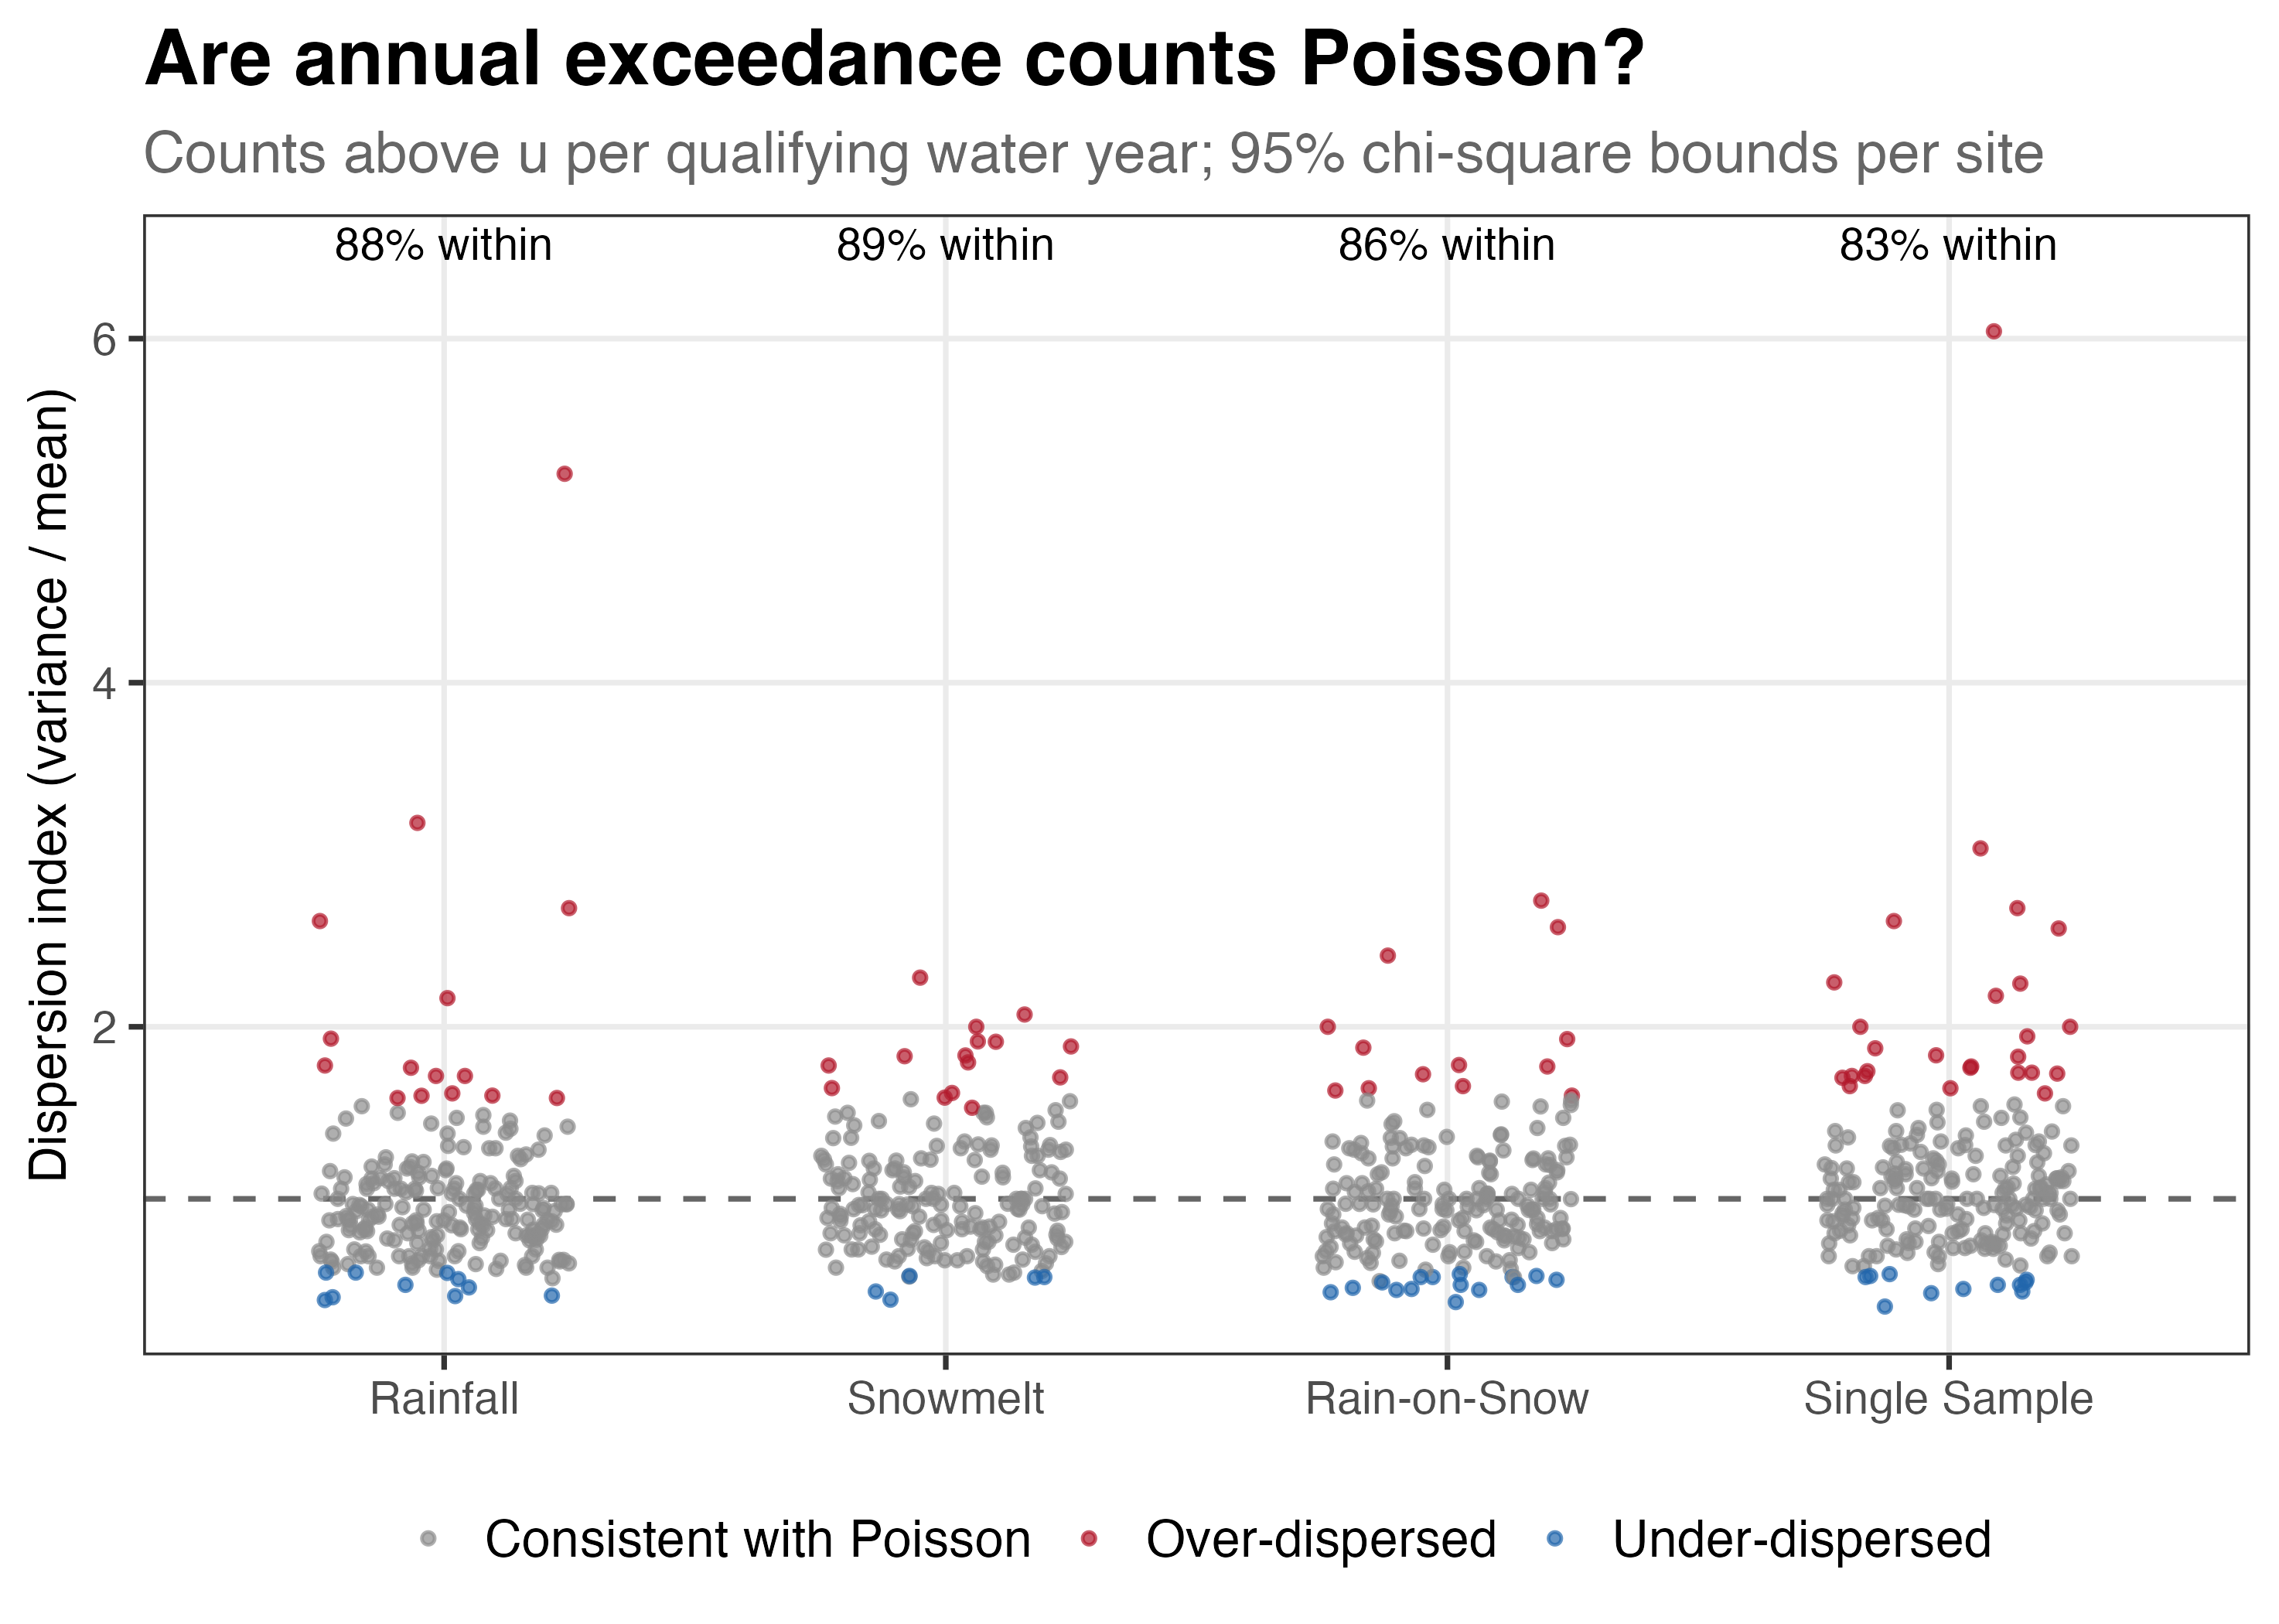 Are annual exceedance counts Poisson?
Counts above u per qualifying water year; 95% chi-square bounds per site
88% within
89% within
86% within
83% within
Dispersion index (variance / mean)
6
4
2
Rainfall
Snowmelt
Rain-on-Snow
Single Sample
Consistent with Poisson
Over-dispersed
Under-dispersed